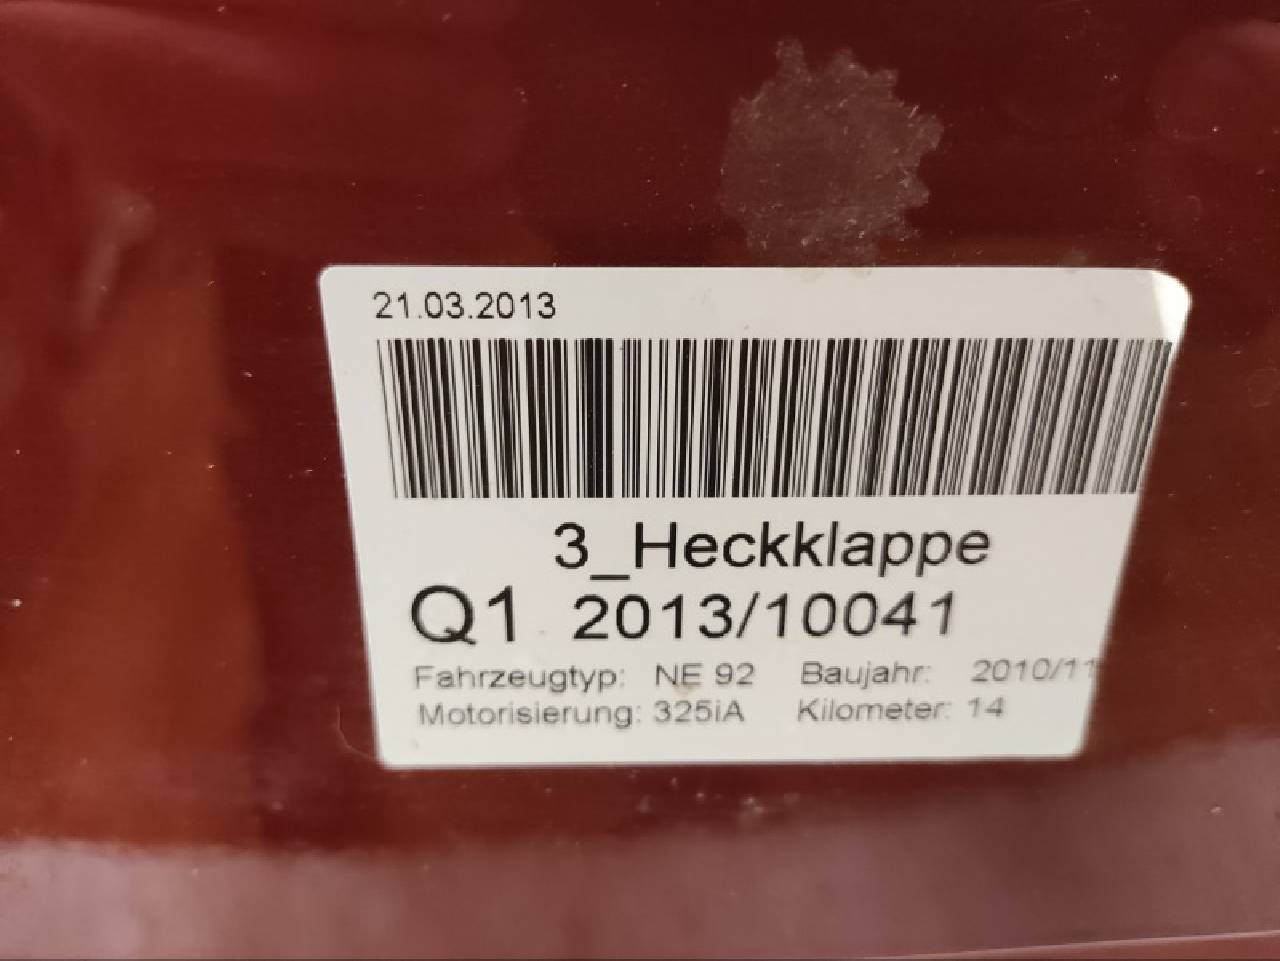 21.03.2013
3_Heckklappe
Q1 2013/10041
Fahrzeugtyp: NE 92 Baujahr: 2010/11
Motorisierung: 325iA Kilometer: 14